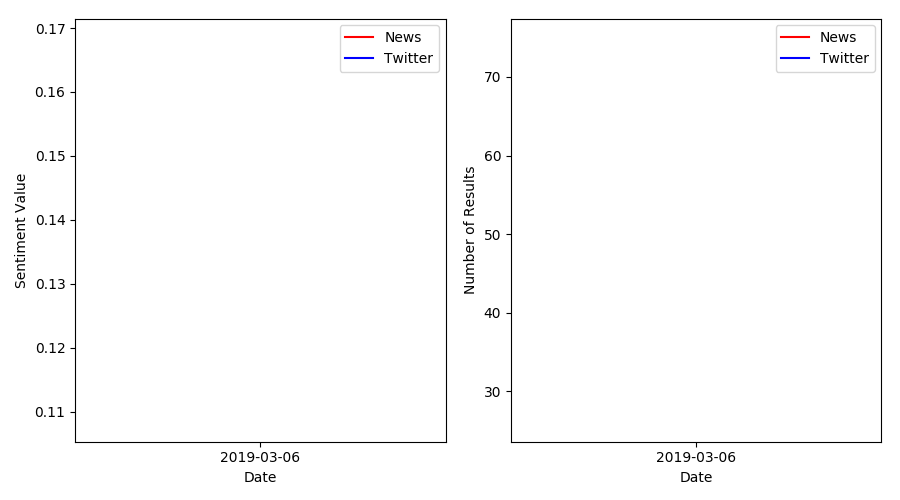 0.17
0.16
0.15
0.14
0.13
0.12
0.11
Sentiment Value
2019-03-06
Date
News
Twitter
70
60
50
40
30
Number of Results
2019-03-06
Date
News
Twitter